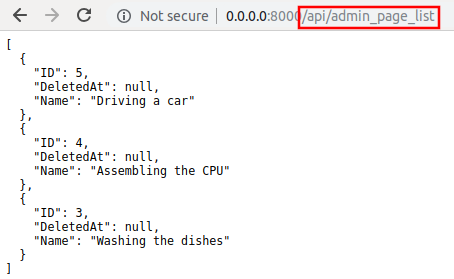 Not secure | 0.0.0.0:8000/api/admin_page_list
[
  {
    "ID": 5,
    "DeletedAt": null,
    "Name": "Driving a car"
  },
  {
    "ID": 4,
    "DeletedAt": null,
    "Name": "Assembling the CPU"
  },
  {
    "ID": 3,
    "DeletedAt": null,
    "Name": "Washing the dishes"
  }
]